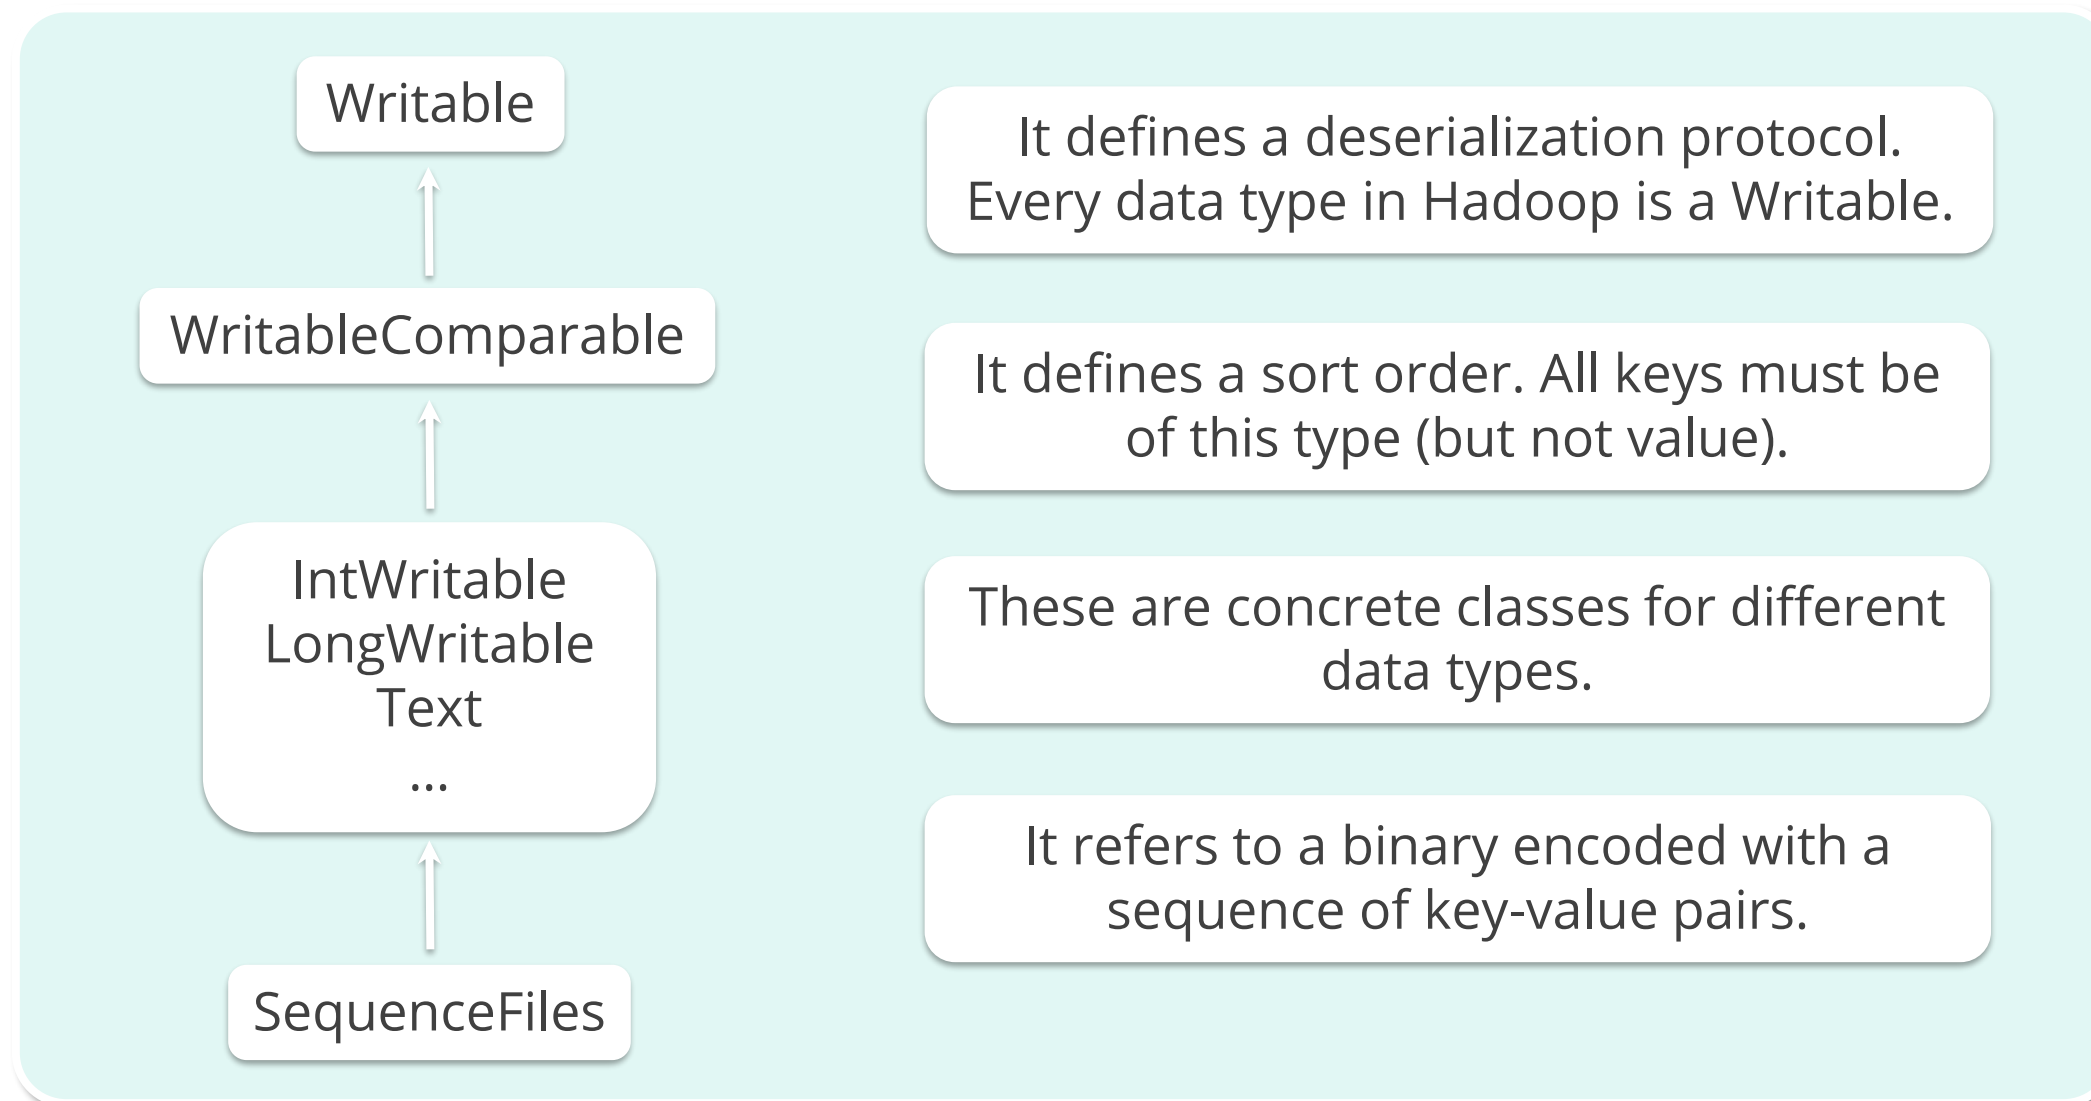 Writable
It defines a deserialization protocol.
Every data type in Hadoop is a Writable.
WritableComparable
It defines a sort order. All keys must be
of this type (but not value).
IntWritable
LongWritable
Text
...
These are concrete classes for different
data types.
SequenceFiles
It refers to a binary encoded with a
sequence of key-value pairs.